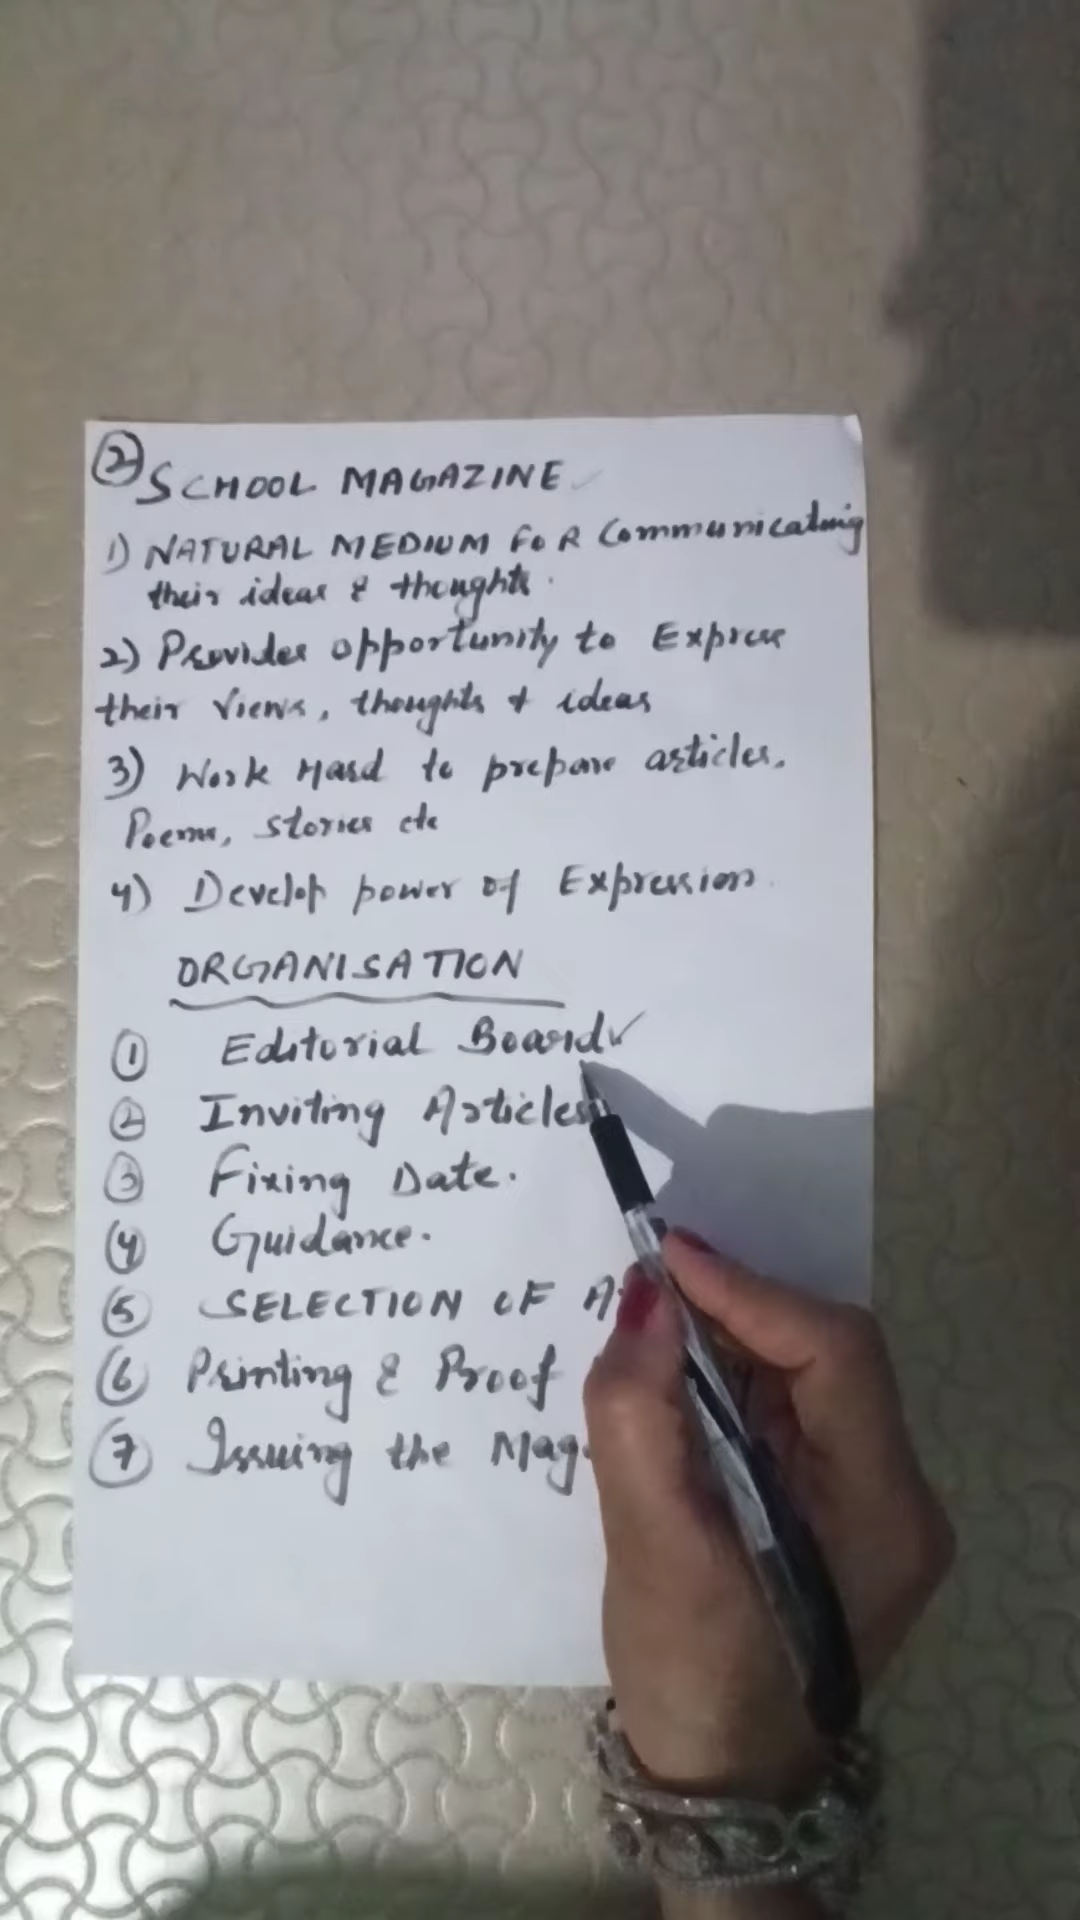 2 SCHOOL MAGAZINE
1) NATURAL MEDIUM FOR Communicating
their ideas & thoughts.
2) Provides opportunity to Express
their views, thoughts & ideas
3) Work Hard to prepare articles,
Poems, stories etc
4) Develop power of Expression.
ORGANISATION
1 Editorial Board
2 Inviting Articles
3 Fixing Date.
4 Guidance.
5 SELECTION OF
6 Printing & Proof
7 Issuing the